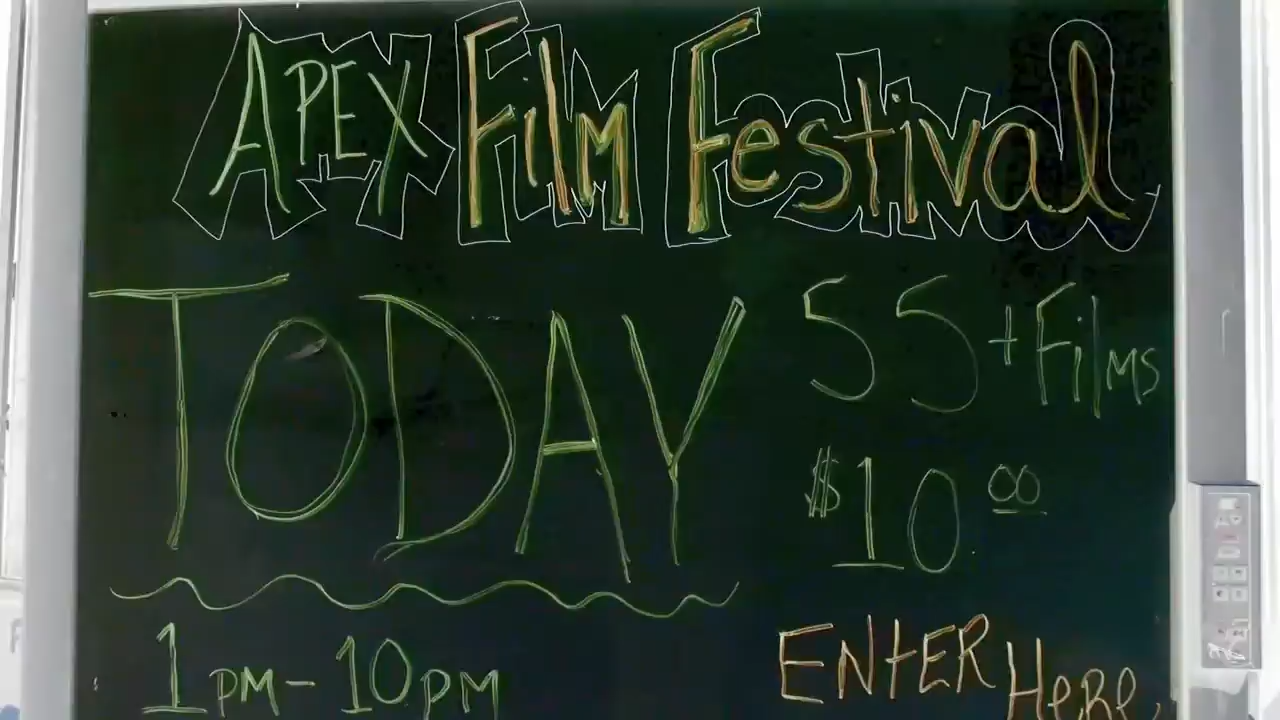 APEX Film Festival
TODAY
55+Films
$10.00
1pm-10pm
ENtER HeRe